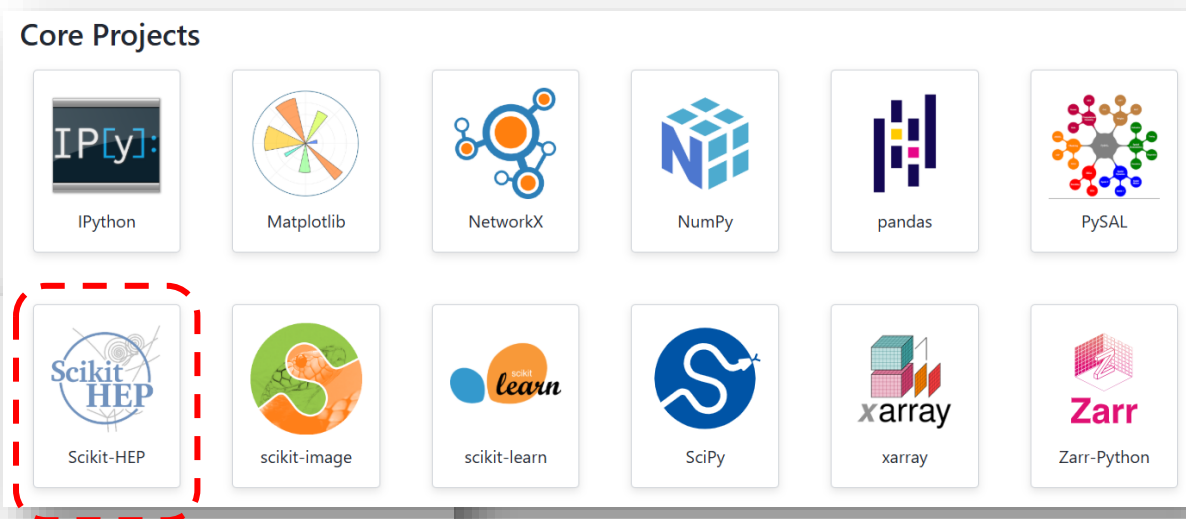 Core Projects
IP[y]:
IPython
Matplotlib
NetworkX
N
NumPy
pandas
PySAL
Scikit
HEP
Scikit-HEP
scikit-image
scikit
learn
scikit-learn
SciPy
xarray
xarray
Z
Zarr
Zarr-Python